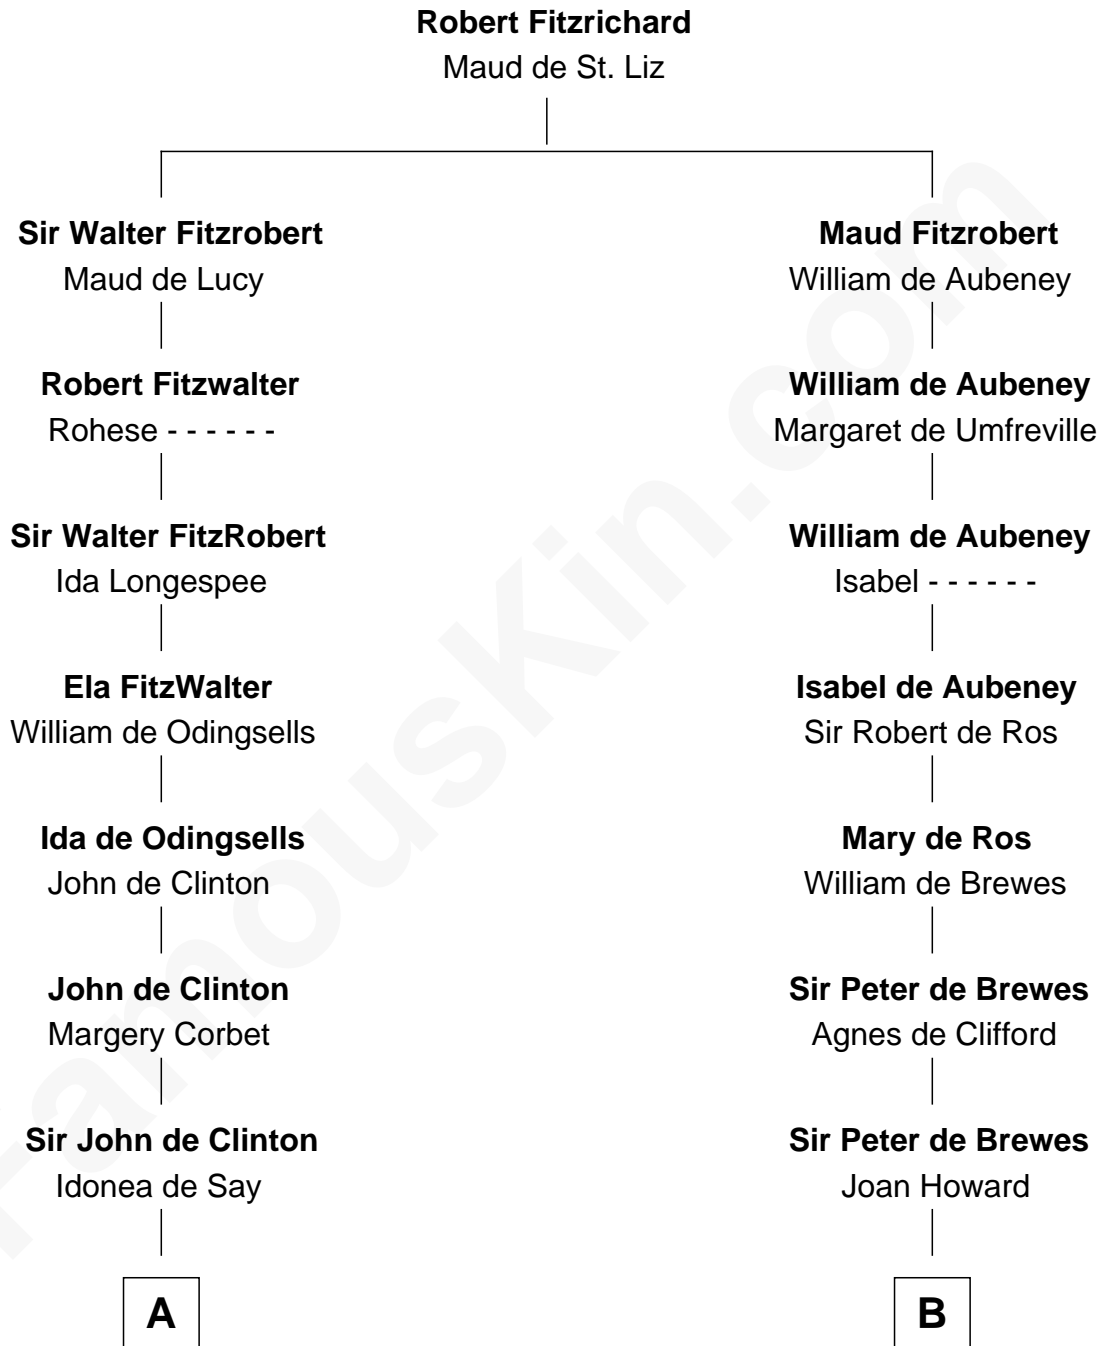 Robert Fitzrichard
Maud de St. Liz
Sir Walter Fitzrobert
Maud de Lucy
Maud Fitzrobert
William de Aubeney
Robert Fitzwalter
Rohese - - - - - -
William de Aubeney
Margaret de Umfreville
Sir Walter FitzRobert
Ida Longespee
William de Aubeney
Isabel - - - - - -
Ela FitzWalter
William de Odingsells
Isabel de Aubeney
Sir Robert de Ros
Ida de Odingsells
John de Clinton
Mary de Ros
William de Brewes
John de Clinton
Margery Corbet
Sir Peter de Brewes
Agnes de Clifford
Sir John de Clinton
Idonea de Say
Sir Peter de Brewes
Joan Howard
A
B
FamousKin.com